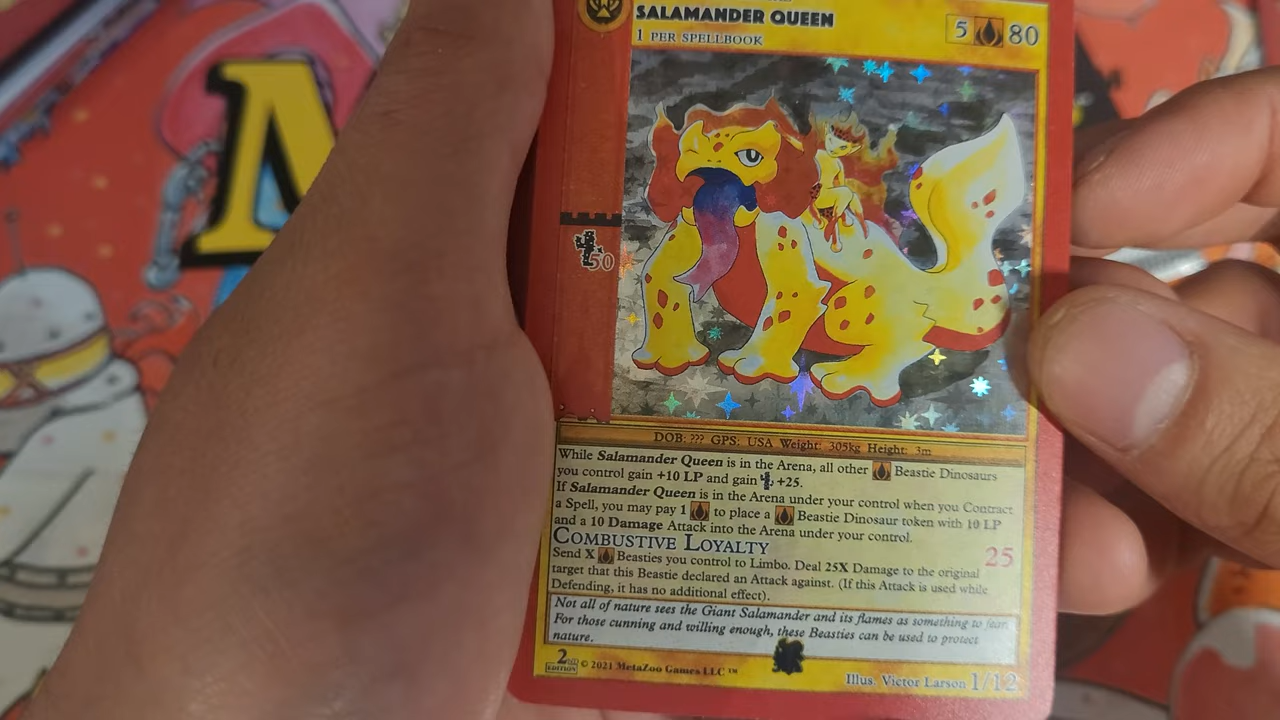 SALAMANDER QUEEN
5 80
1 PER SPELLBOOK
50
DOB: ??? GPS: USA Weight: 305kg Height: 3m
While Salamander Queen is in the Arena, all other Beastie Dinosaurs
you control gain +10 LP and gain +25.
If Salamander Queen is in the Arena under your control when you Contract
a Spell, you may pay 1 to place a Beastie Dinosaur token with 10 LP
and a 10 Damage Attack into the Arena under your control.
COMBUSTIVE LOYALTY
25
Send X Beasties you control to Limbo. Deal 25X Damage to the original
target that this Beastie declared an Attack against. (If this Attack is used while
Defending, it has no additional effect).
Not all of nature sees the Giant Salamander and its flames as something to fear.
For those cunning and willing enough, these Beasties can be used to protect
nature.
2ND EDITION © 2021 MetaZoo Games LLC ™
Illus. Victor Larson 1/12